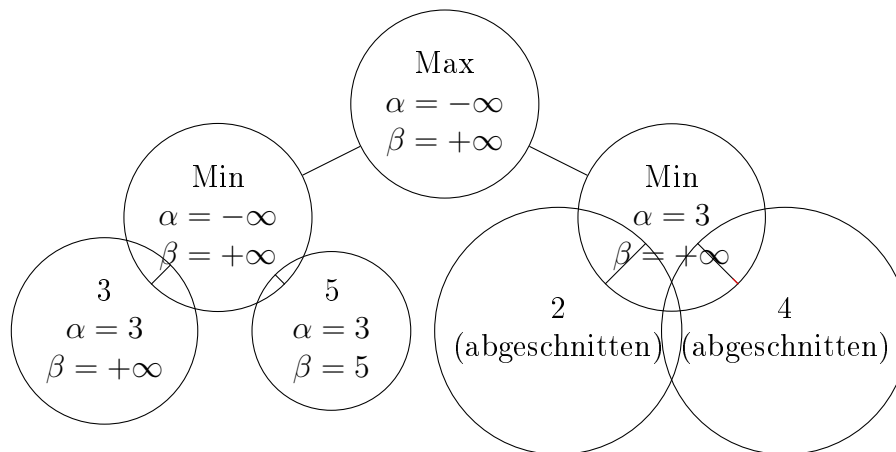 Max
α = −∞
β = +∞
Min
α = −∞
β = +∞
Min
α = 3
β = +∞
3
α = 3
β = +∞
5
α = 3
β = 5
2
(abgeschnitten)
4
(abgeschnitten)